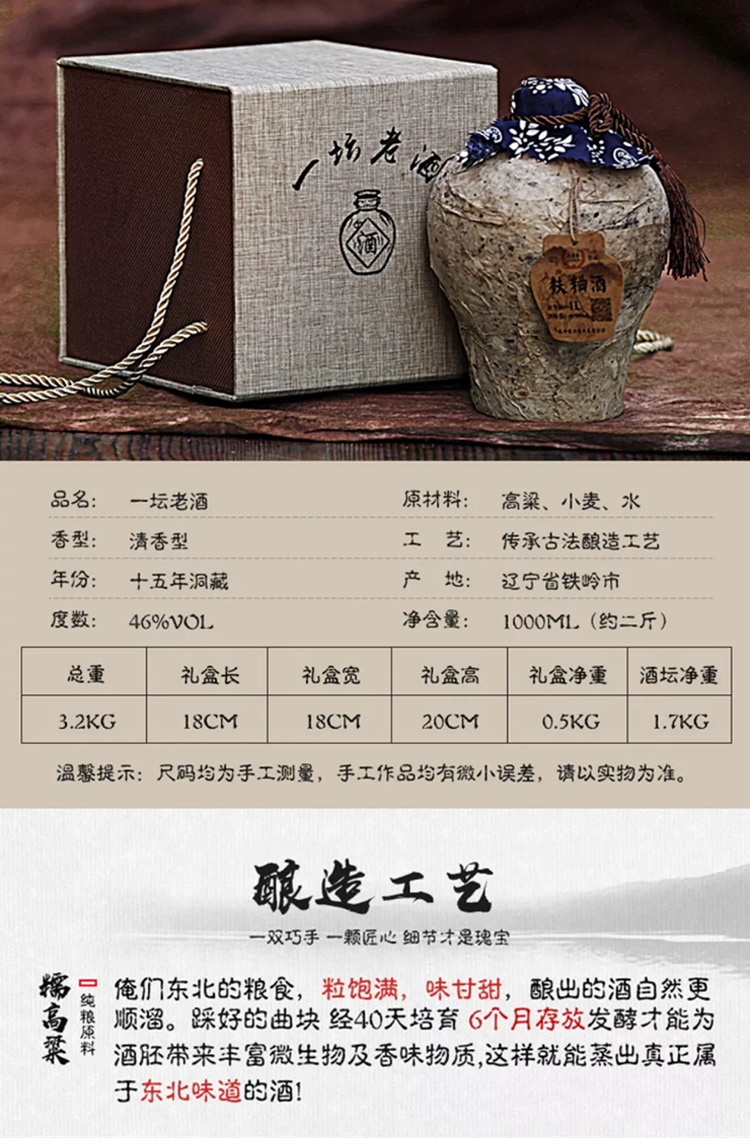 一坛老酒
酒
品名: 一坛老酒 原材料: 高粱、小麦、水
香型: 清香型 工 艺: 传承古法酿造工艺
年份: 十五年洞藏 产 地: 辽宁省铁岭市
度数: 46%VOL 净含量: 1000ML（约二斤）
总重 礼盒长 礼盒宽 礼盒高 礼盒净重 酒坛净重
3.2KG 18CM 18CM 20CM 0.5KG 1.7KG
温馨提示: 尺码均为手工测量，手工作品均有微小误差，请以实物为准。
酿造工艺
一双巧手 一颗匠心 细节才是瑰宝
糯高粱
纯粮原料
俺们东北的粮食，粒饱满，味甘甜，酿出的酒自然更
顺溜。踩好的曲块 经40天培育 6个月存放发酵才能为
酒胚带来丰富微生物及香味物质,这样就能蒸出真正属
于东北味道的酒!